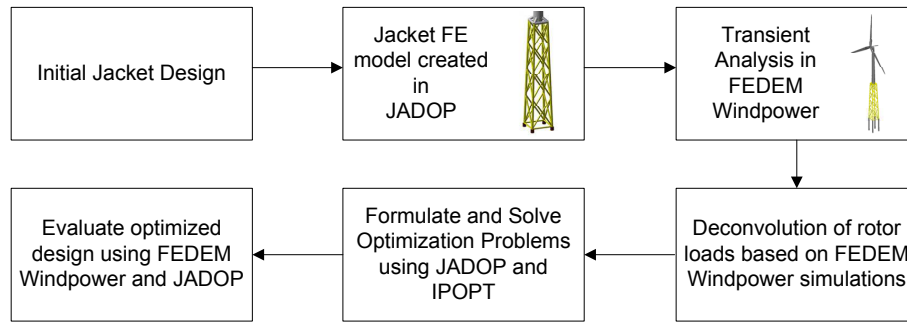 Initial Jacket Design
Jacket FE
model created
in
JADOP
Transient
Analysis in
FEDEM
Windpower
Deconvolution of rotor
loads based on FEDEM
Windpower simulations
Formulate and Solve
Optimization Problems
using JADOP and
IPOPT
Evaluate optimized
design using FEDEM
Windpower and JADOP